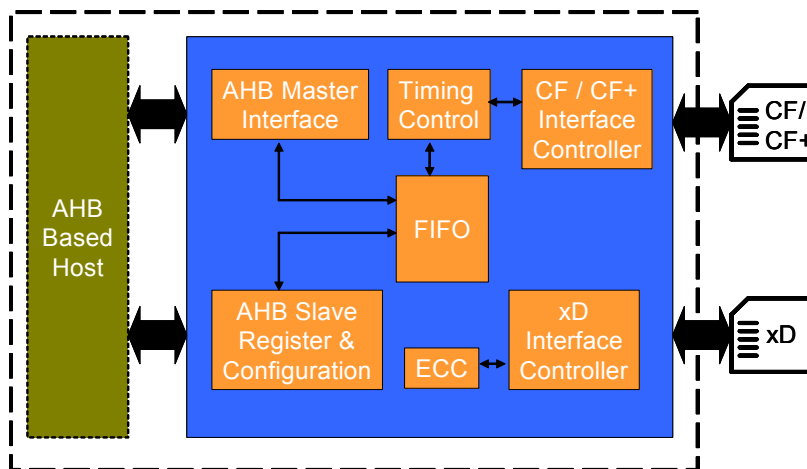 AHB
Based
Host
AHB Master
Interface
Timing
Control
CF / CF+
Interface
Controller
FIFO
AHB Slave
Register &
Configuration
ECC
xD
Interface
Controller
CF/
CF+
xD